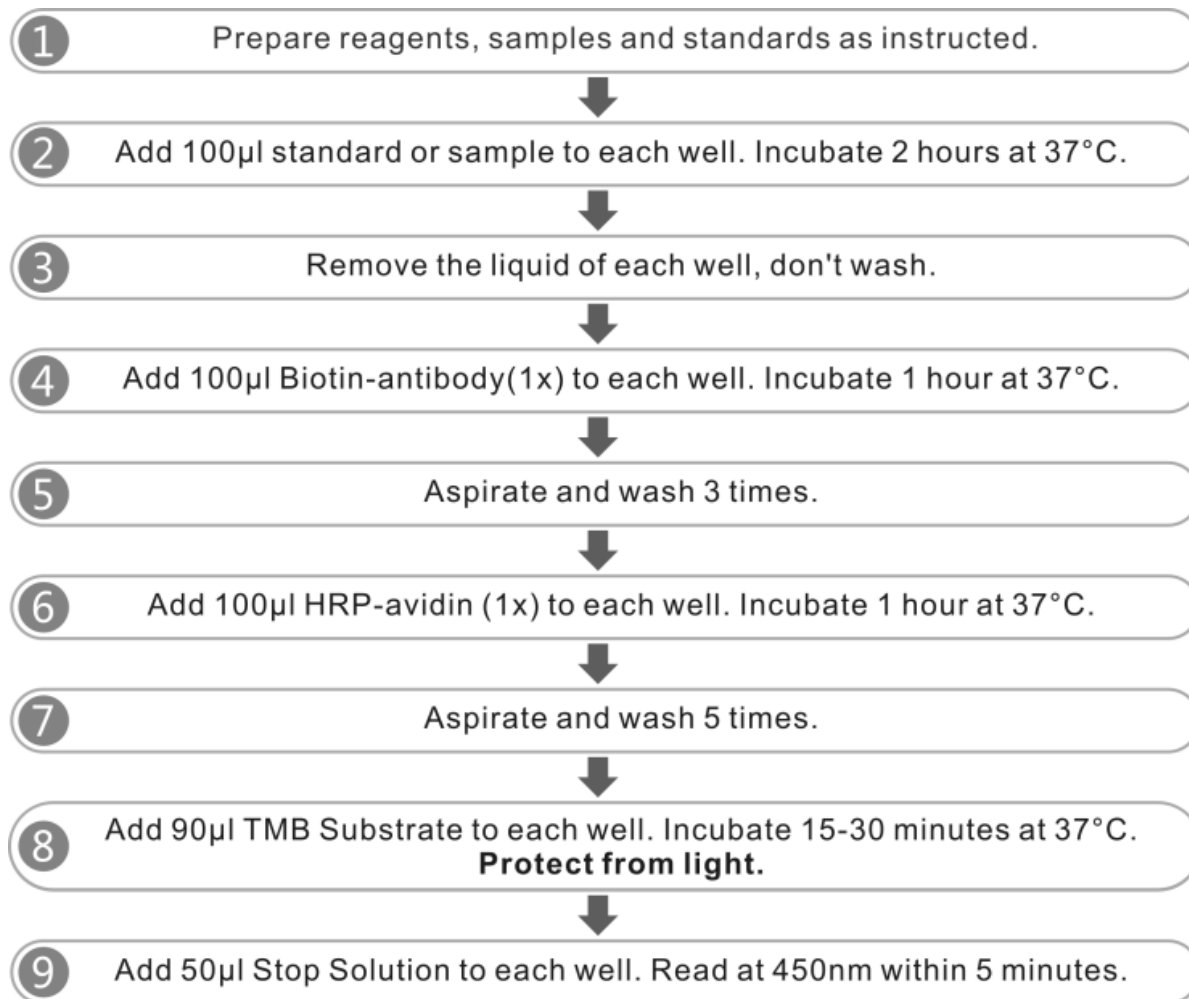 1 Prepare reagents, samples and standards as instructed.
2 Add 100µl standard or sample to each well. Incubate 2 hours at 37°C.
3 Remove the liquid of each well, don't wash.
4 Add 100µl Biotin-antibody(1x) to each well. Incubate 1 hour at 37°C.
5 Aspirate and wash 3 times.
6 Add 100µl HRP-avidin (1x) to each well. Incubate 1 hour at 37°C.
7 Aspirate and wash 5 times.
8 Add 90µl TMB Substrate to each well. Incubate 15-30 minutes at 37°C.
Protect from light.
9 Add 50µl Stop Solution to each well. Read at 450nm within 5 minutes.